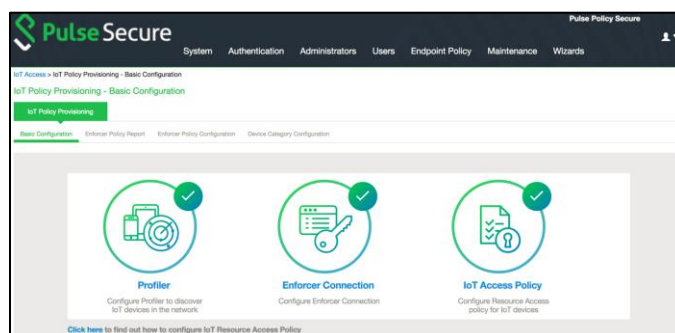 Pulse Policy Secure
Pulse Secure
System Authentication Administrators Users Endpoint Policy Maintenance Wizards
IoT Access > IoT Policy Provisioning - Basic Configuration
IoT Policy Provisioning - Basic Configuration
IoT Policy Provisioning
Basic Configuration Enforcer Policy Report Enforcer Policy Configuration Device Category Configuration
Profiler Enforcer Connection IoT Access Policy
Configure Profiler to discover Configure Enforcer Connection Configure Resource Access
IoT devices in the network policy for IoT devices
Click here to find out how to configure IoT Resource Access Policy